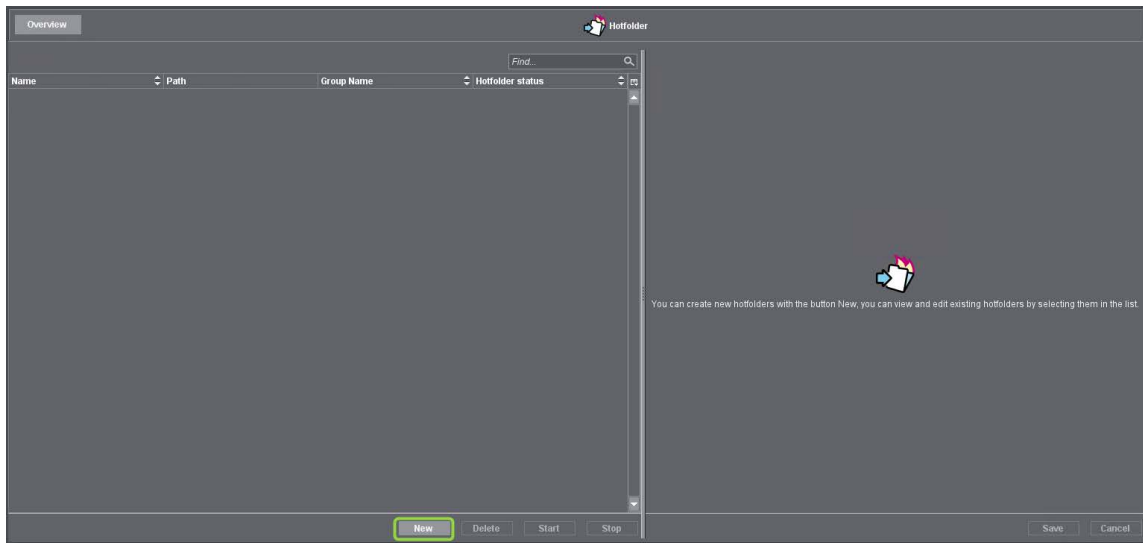 Overview
Hotfolder
Find...
Name Path Group Name Hotfolder status
You can create new hotfolders with the button New, you can view and edit existing hotfolders by selecting them in the list.
New Delete Start Stop
Save Cancel